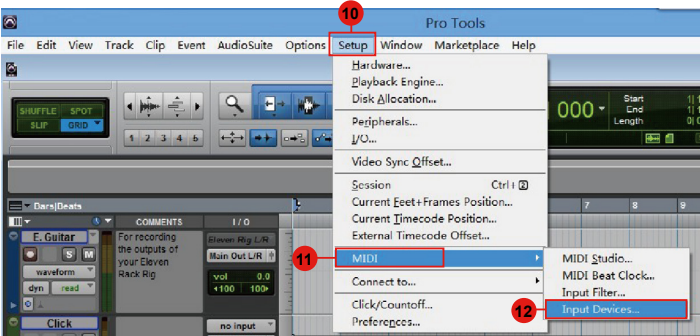 10
Pro Tools
File Edit View Track Clip Event AudioSuite Options Setup Window Marketplace Help
Hardware...
Playback Engine...
Disk Allocation...
Peripherals...
I/O...
Video Sync Offset...
Session Ctrl+2
Current Feet+Frames Position...
Current Timecode Position...
External Timecode Offset...
11
MIDI
Connect to...
Click/Countoff...
Preferences...
MIDI Studio...
MIDI Beat Clock...
Input Filter...
12
Input Devices...
SHUFFLE SPOT
SLIP GRID
1 2 3 4 5
000
Start
End
Length
Bars|Beats
7 8 9
COMMENTS I / O
E. Guitar
S M
waveform
dyn read
For recording
the outputs of
your Eleven
Rack Rig
Eleven Rig L/R
Main Out L/R
vol 0.0
100 100
Click
no input